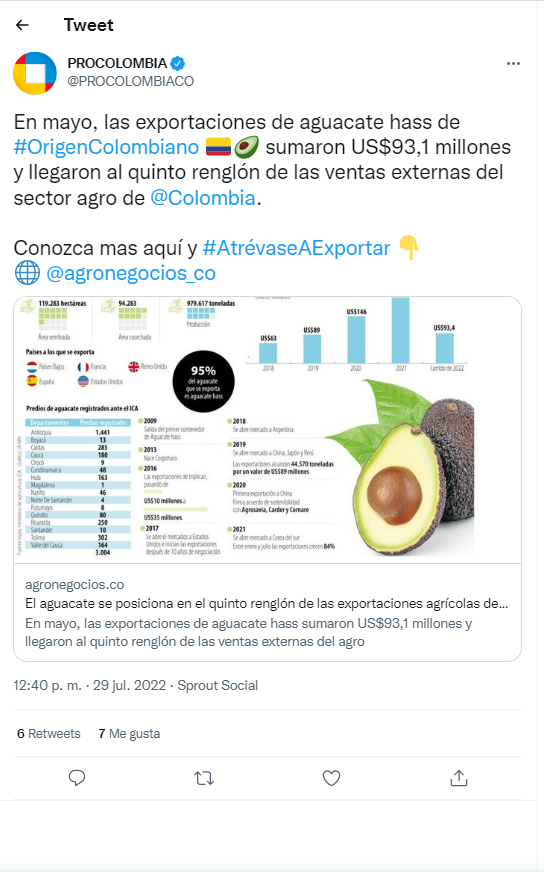 Tweet
PROCOLOMBIA
@PROCOLOMBIACO
En mayo, las exportaciones de aguacate hass de
#OrigenColombiano 🇨🇴🥑 sumaron US$93,1 millones
y llegaron al quinto renglón de las ventas externas del
sector agro de @Colombia.
Conozca mas aquí y #AtrévaseAExportar 👇
🌐 @agronegocios_co
119.283 hectáreas
Área sembrada
94.283
Área cosechada
979.617 toneladas
Producción
US$63
US$89
US$146
US$93,4
2018
2019
2020
2021
Corrido de 2022
Países a los que se exporta
Países Bajos
Francia
Reino Unido
España
Estados Unidos
95%
del aguacate
que se exporta
es aguacate hass
Predios de aguacate registrados ante el ICA
Departamentos Predios registrados
Antioquia 1.441
Boyacá 13
Caldas 285
Cauca 180
Chocó 9
Cundinamarca 48
Huila 163
Magdalena 1
Nariño 46
Norte De Santander 4
Putumayo 8
Quindío 80
Risaralda 250
Santander 10
Tolima 302
Valle del Cauca 164
3.004
2009
Salida del primer contenedor
de Aguacate hass
2013
Nace Corpohass
2016
Las exportaciones de triplican,
pasando de
US$10 millones a
US$35 millones
2017
Se abre el mercado a Estados
Unidos e inician las exportaciones
después de 10 años de negociación
2018
Se abre mercado a Argentina
2019
Se abre mercado a China, Japón y Perú
Las exportaciones alcanzan 44.570 toneladas
por un valor de US$89 millones
2020
Primera exportación a China
Firma acuerdo de sostenibilidad
con Agrosavia, Carder y Cornare
2021
Se abre mercado a Corea del sur
Entre enero y julio las exportaciones crecen 84%
agronegocios.co
El aguacate se posiciona en el quinto renglón de las exportaciones agrícolas de...
En mayo, las exportaciones de aguacate hass sumaron US$93,1 millones y
llegaron al quinto renglón de las ventas externas del agro
12:40 p. m. · 29 jul. 2022 · Sprout Social
6 Retweets 7 Me gusta